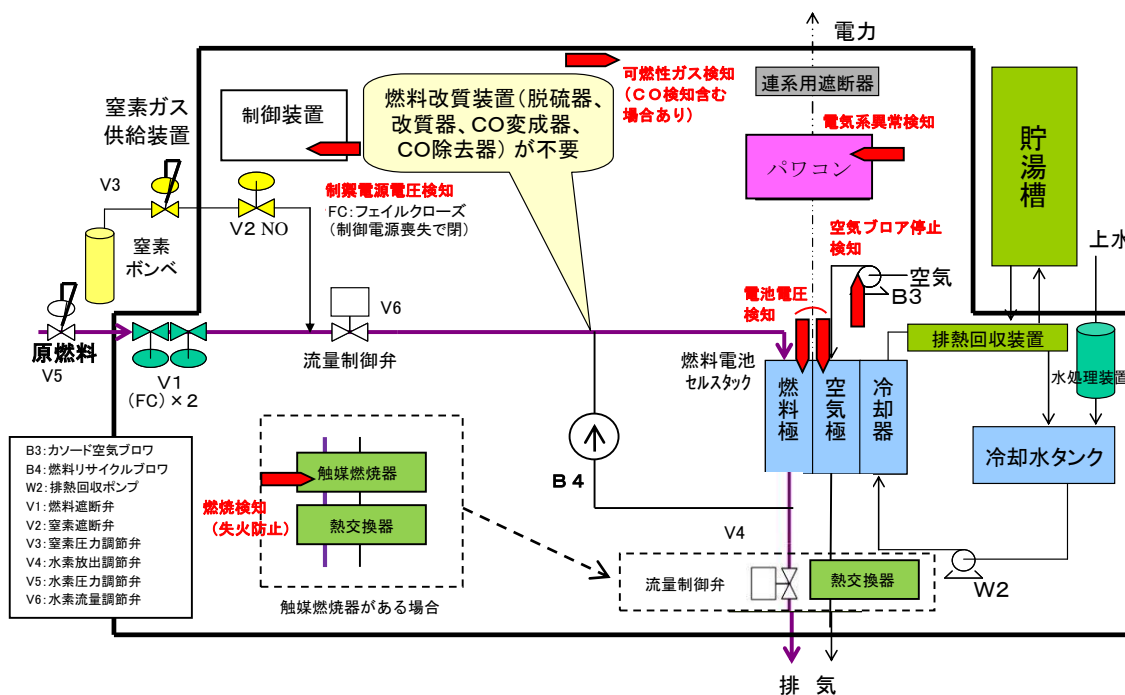 電力
連系用遮断器
可燃性ガス検知
(CO検知含む
場合あり)
電気系異常検知
パワコン
燃料改質装置(脱硫器、
改質器、CO変成器、
CO除去器)が不要
制御装置
窒素ガス
供給装置
V3
V2 NO
制禦電源電圧検知
FC:フェイルクローズ
(制御電源喪失で閉)
窒素
ボンベ
貯湯槽
上水
空気ブロア停止
検知
空気
B3
電池電圧
検知
V6
流量制御弁
原燃料
V5
V1
(FC)×2
燃料電池
セルスタック
燃料極
空気極
冷却器
排熱回収装置
水処理装置
冷却水タンク
B4
W2
V4
流量制御弁
熱交換器
排 気
触媒燃焼器
熱交換器
燃焼検知
(失火防止)
触媒燃焼器がある場合
B3:カソード空気ブロワ
B4:燃料リサイクルブロワ
W2:排熱回収ポンプ
V1:燃料遮断弁
V2:窒素遮断弁
V3:窒素圧力調節弁
V4:水素放出調節弁
V5:水素圧力調節弁
V6:水素流量調節弁